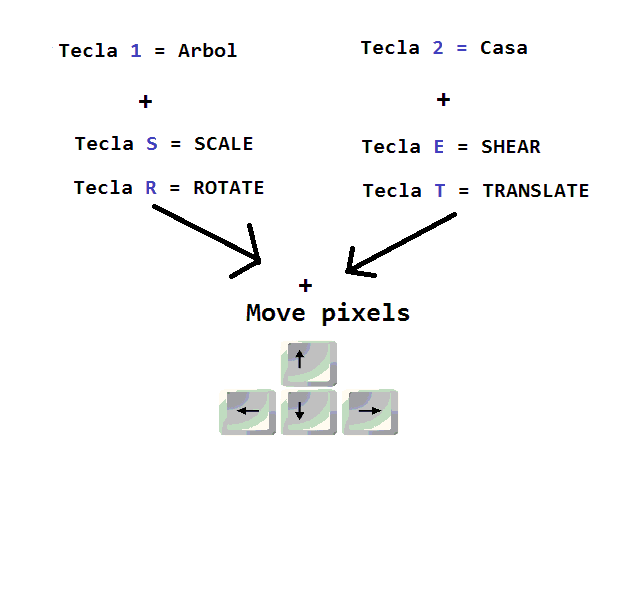 Tecla 1 = Arbol
Tecla 2 = Casa
+
+
Tecla S = SCALE
Tecla E = SHEAR
Tecla R = ROTATE
Tecla T = TRANSLATE
+
Move pixels